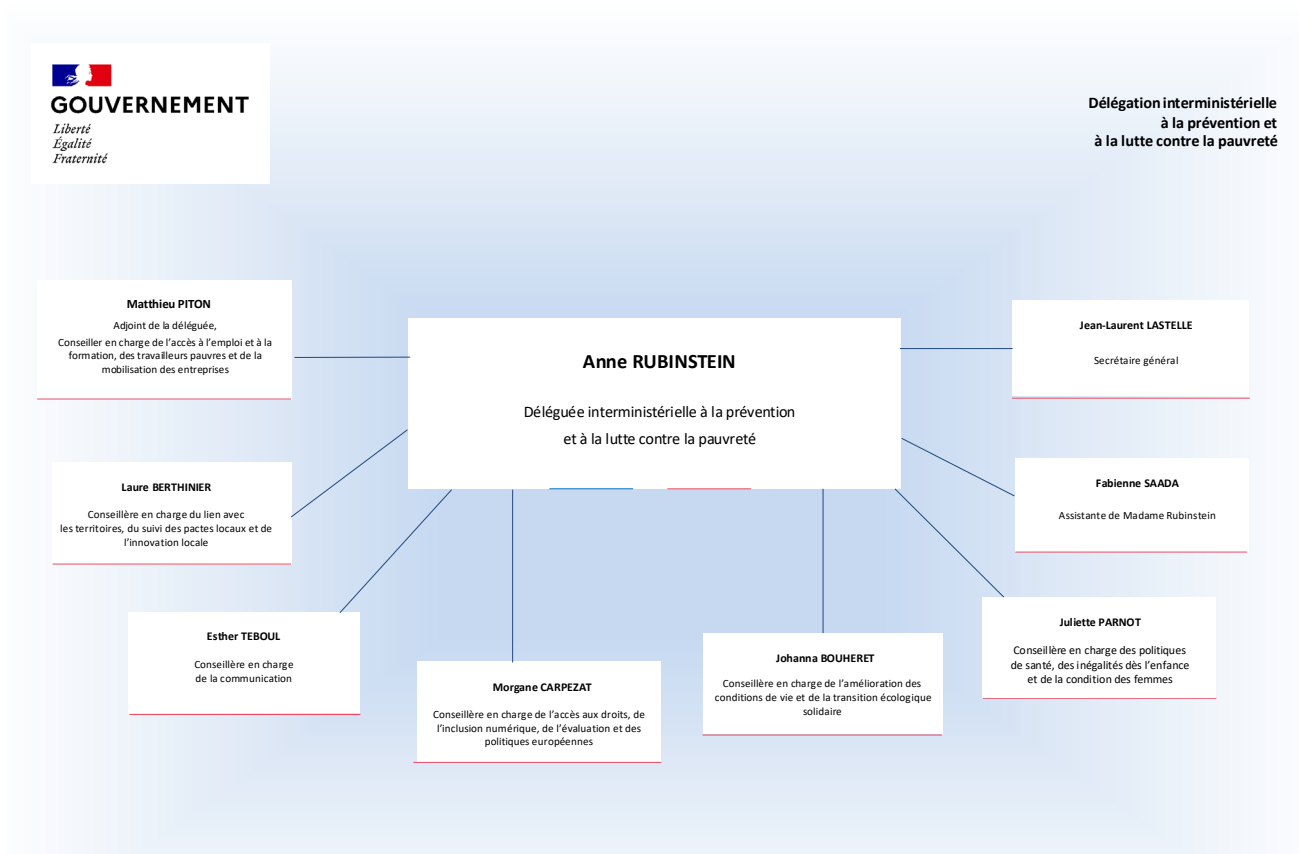 GOUVERNEMENT
Liberté
Égalité
Fraternité
Délégation interministérielle
à la prévention et
à la lutte contre la pauvreté
Matthieu PITON
Adjoint de la déléguée,
Conseiller en charge de l’accès à l’emploi et à la
formation, des travailleurs pauvres et de la
mobilisation des entreprises
Anne RUBINSTEIN
Déléguée interministérielle à la prévention
et à la lutte contre la pauvreté
Jean-Laurent LASTELLE
Secrétaire général
Laure BERTHINIER
Conseillère en charge du lien avec
les territoires, du suivi des pactes locaux et de
l’innovation locale
Fabienne SAADA
Assistante de Madame Rubinstein
Esther TEBOUL
Conseillère en charge
de la communication
Morgane CARPEZAT
Conseillère en charge de l’accès aux droits, de
l’inclusion numérique, de l’évaluation et des
politiques européennes
Johanna BOUHERET
Conseillère en charge de l’amélioration des
conditions de vie et de la transition écologique
solidaire
Juliette PARNOT
Conseillère en charge des politiques
de santé, des inégalités dès l’enfance
et de la condition des femmes